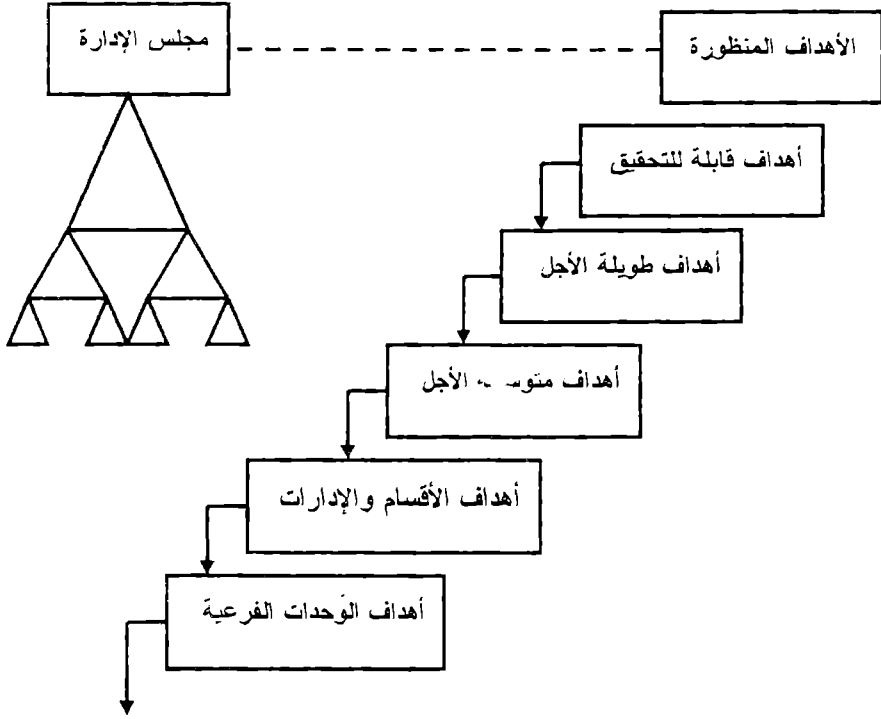 مجلس الإدارة
الأهداف المنظورة
أهداف قابلة للتحقيق
أهداف طويلة الأجل
أهداف الأجل
أهداف الأقسام والإدارات
أهداف الوحدات الفرعية